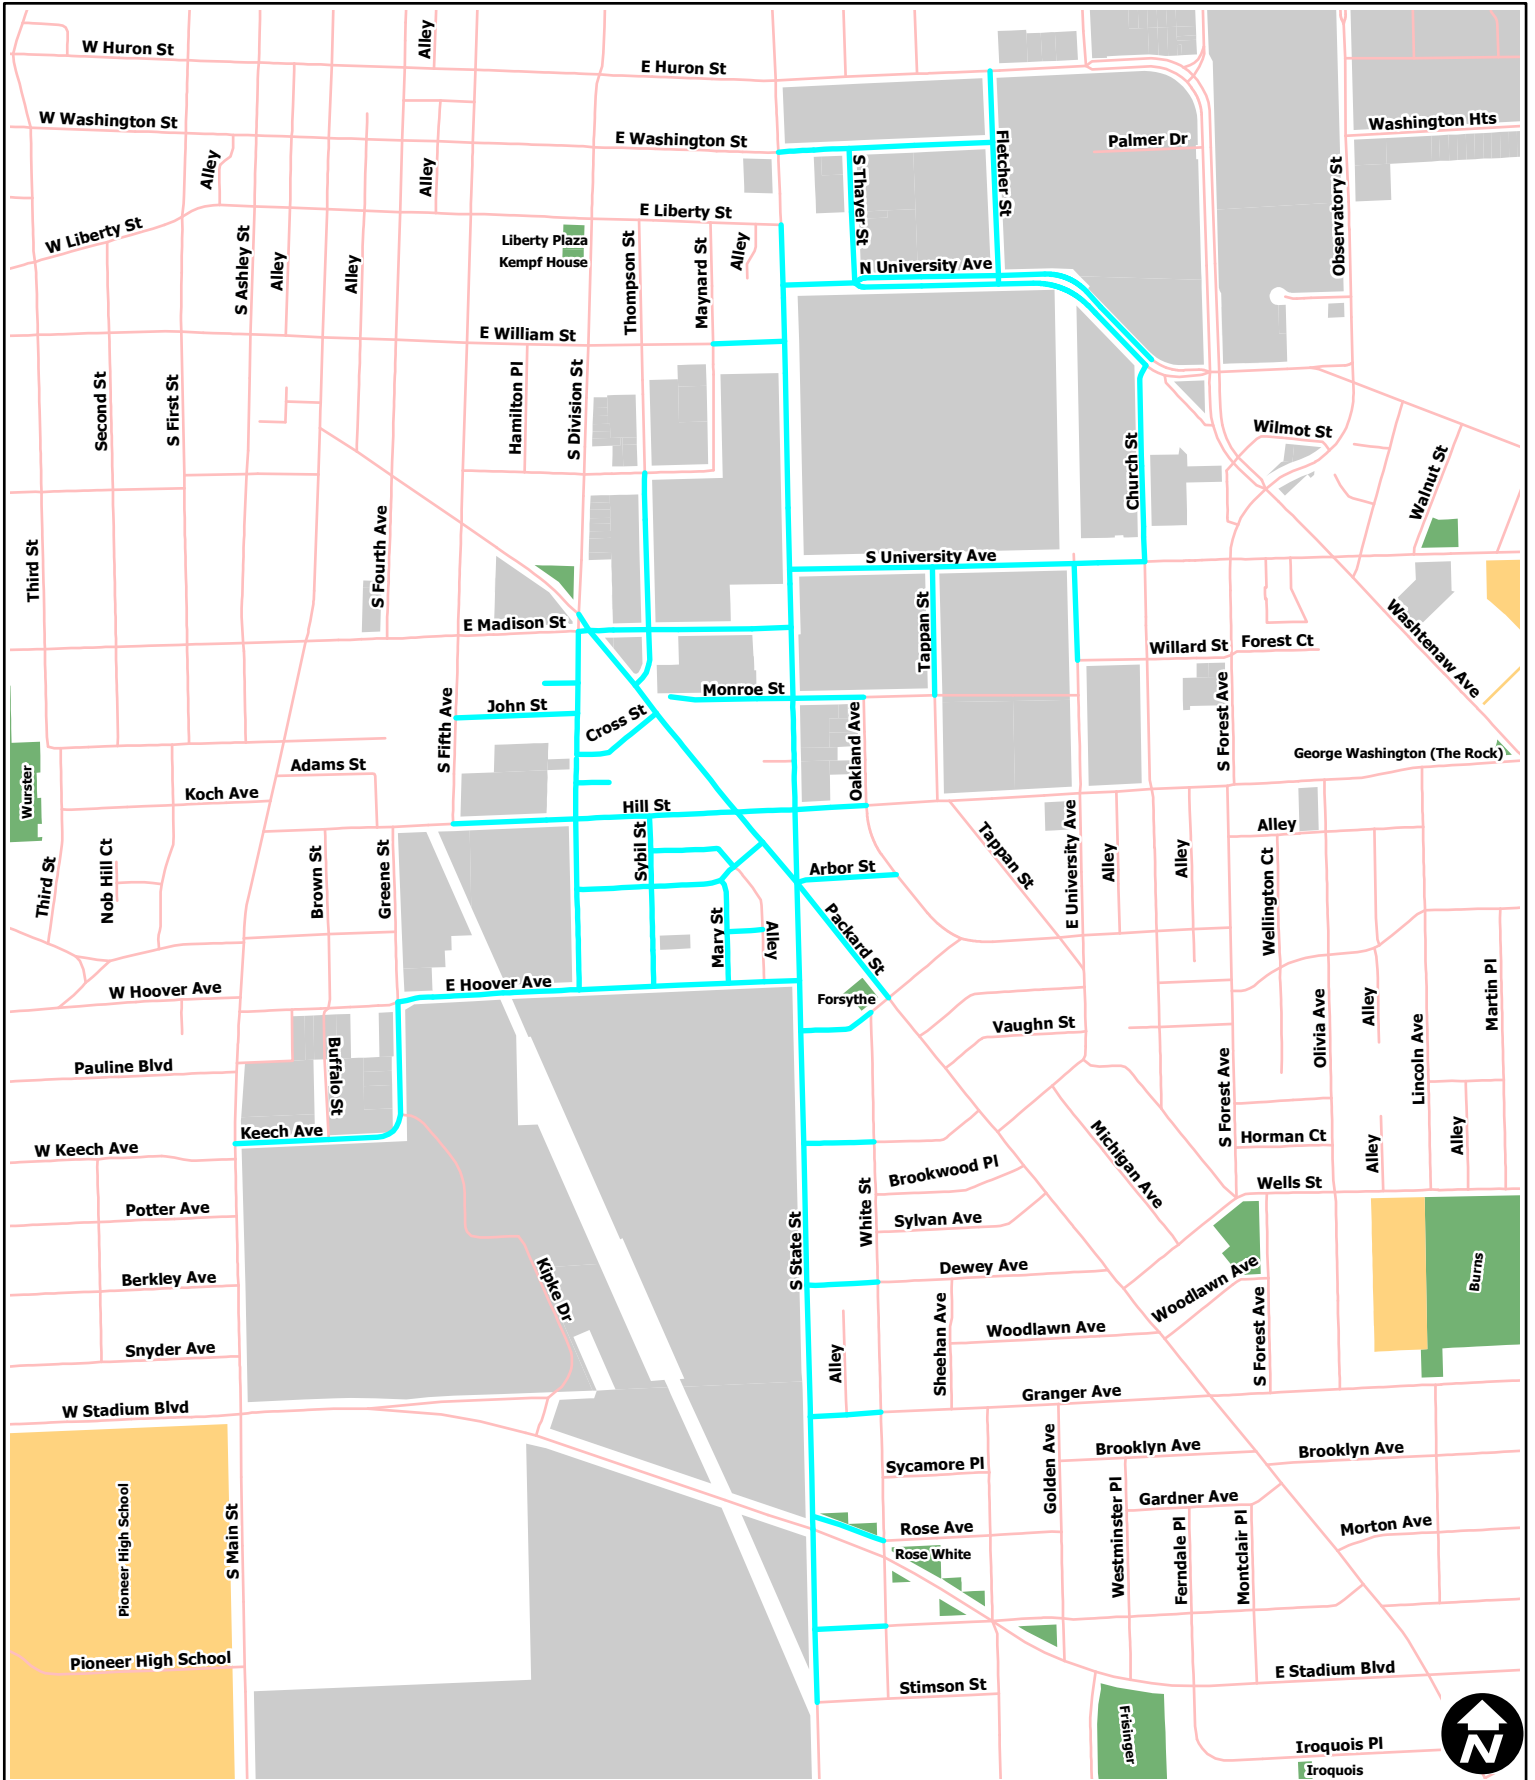 Alley
W Huron St
E Huron St
W Washington St
E Washington St
Washington Hts
Palmer Dr
Fletcher St
Alley
Alley
S Thayer St
Observatory St
W Liberty St
E Liberty St
Liberty Plaza
Kempf House
S Ashley St
Alley
Alley
Thompson St
Maynard St
Alley
N University Ave
E William St
Second St
S First St
Hamilton Pl
S Division St
Church St
Wilmot St
Walnut St
Third St
S Fourth Ave
S University Ave
E Madison St
Tappan St
Willard St
Forest Ct
Washtenaw Ave
Monroe St
John St
Cross St
S Fifth Ave
Oakland Ave
S Forest Ave
George Washington (The Rock)
Wurster
Adams St
Koch Ave
Hill St
Alley
Third St
Nob Hill Ct
Brown St
Greene St
Sybil St
Arbor St
Tappan St
E University Ave
Alley
Alley
Wellington Ct
Mary St
Alley
Packard St
W Hoover Ave
E Hoover Ave
Forsythe
Vaughn St
Olivia Ave
Alley
Martin Pl
Pauline Blvd
Buffalo St
S Forest Ave
Lincoln Ave
W Keech Ave
Keech Ave
Michigan Ave
Horman Ct
Alley
Alley
Brookwood Pl
Wells St
Potter Ave
White St
Sylvan Ave
S State St
Berkley Ave
Kipke Dr
Dewey Ave
Woodlawn Ave
Burns
Snyder Ave
Alley
Sheehan Ave
Woodlawn Ave
S Forest Ave
W Stadium Blvd
Granger Ave
Sycamore Pl
Golden Ave
Brooklyn Ave
Brooklyn Ave
Pioneer High School
S Main St
Rose Ave
Rose White
Westminster Pl
Gardner Ave
Ferndale Pl
Montclair Pl
Morton Ave
Pioneer High School
Stimson St
E Stadium Blvd
Frisinger
Iroquois Pl
Iroquois
N